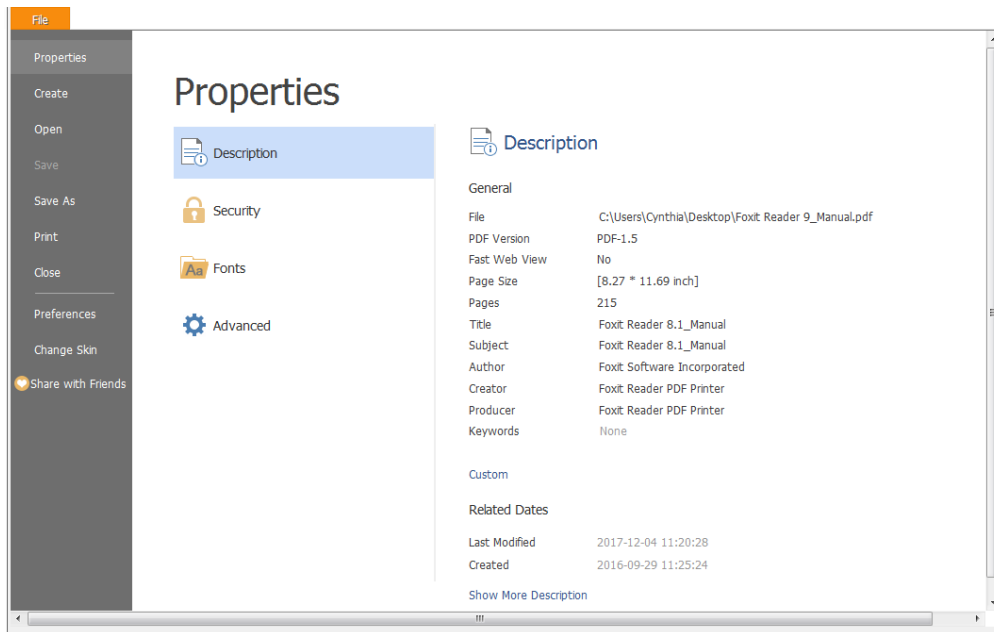 File
Properties
Create
Open
Save
Save As
Print
Close
Preferences
Change Skin
Share with Friends
Properties
Description
Security
Aa Fonts
Advanced
Description
General
File C:\Users\Cynthia\Desktop\Foxit Reader 9_Manual.pdf
PDF Version PDF-1.5
Fast Web View No
Page Size [8.27 * 11.69 inch]
Pages 215
Title Foxit Reader 8.1_Manual
Subject Foxit Reader 8.1_Manual
Author Foxit Software Incorporated
Creator Foxit Reader PDF Printer
Producer Foxit Reader PDF Printer
Keywords None
Custom
Related Dates
Last Modified 2017-12-04 11:20:28
Created 2016-09-29 11:25:24
Show More Description